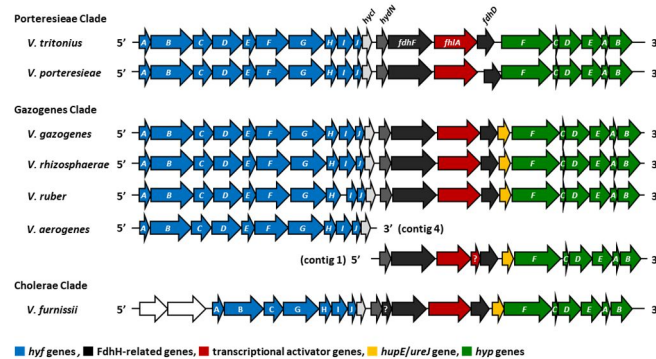 Porteresieae Clade
hycI hydN fdhD
V. tritonius 5’ A B C D E F G H I J fdhF fhlA F C D E A B 3’
V. porteresieae 5’ A B C D E F G H I J F C D E A B 3’
Gazogenes Clade
V. gazogenes 5’ A B C D E F G H I J F C D E A B 3’
V. rhizosphaerae 5’ A B C D E F G H I J F C D E A B 3’
V. ruber 5’ A B C D E F G H I J F C D E A B 3’
V. aerogenes 5’ A B C D E F G H I J 3’ (contig 4)
(contig 1) 5’ ? F C D E A B 3’
Cholerae Clade
V. furnissii 5’ A B C G H I J ? F C D E A B 3’
hyf genes , FdhH-related genes, transcriptional activator genes, hupE/ureJ gene, hyp genes